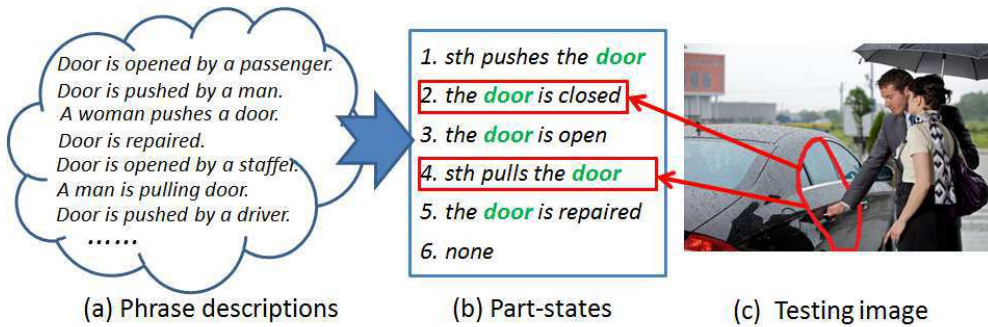 Door is opened by a passenger.
Door is pushed by a man.
A woman pushes a door.
Door is repaired.
Door is opened by a staffer.
A man is pulling door.
Door is pushed by a driver.
......
(a) Phrase descriptions
1. sth pushes the door
2. the door is closed
3. the door is open
4. sth pulls the door
5. the door is repaired
6. none
(b) Part-states
(c) Testing image